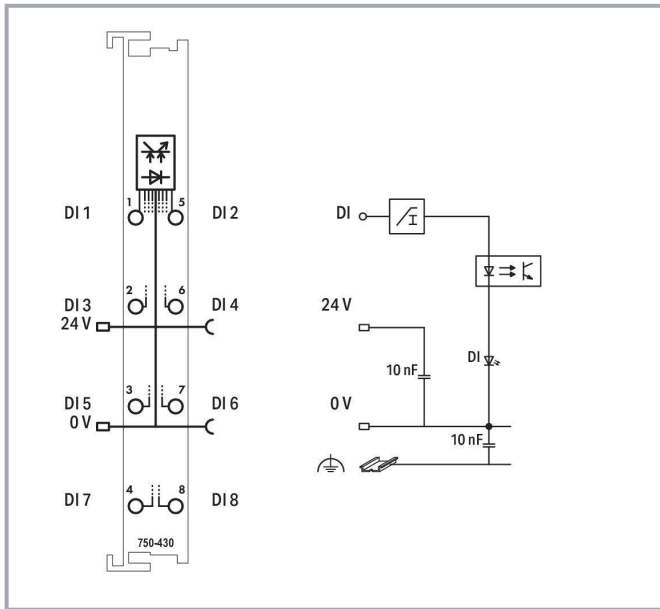 1 5
DI 1 DI 2
2 6
DI 3 DI 4
24 V
3 7
DI 5 DI 6
0 V
4 8
DI 7 DI 8
750-430
DI I
24 V
DI
10 nF
0 V
10 nF